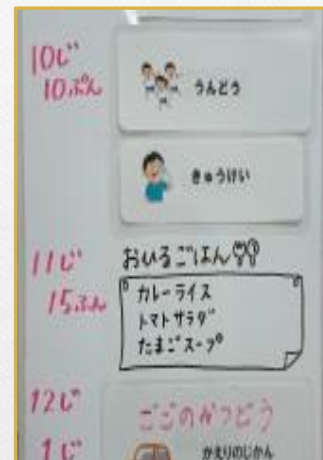 10じ
10ぷん
うんどう
きゅうけい
11じ
15ふん
おひるごはん
カレーライス
トマトサラダ
たまごスープ
12じ
ごごのかつどう
1じ
かえりのじかん